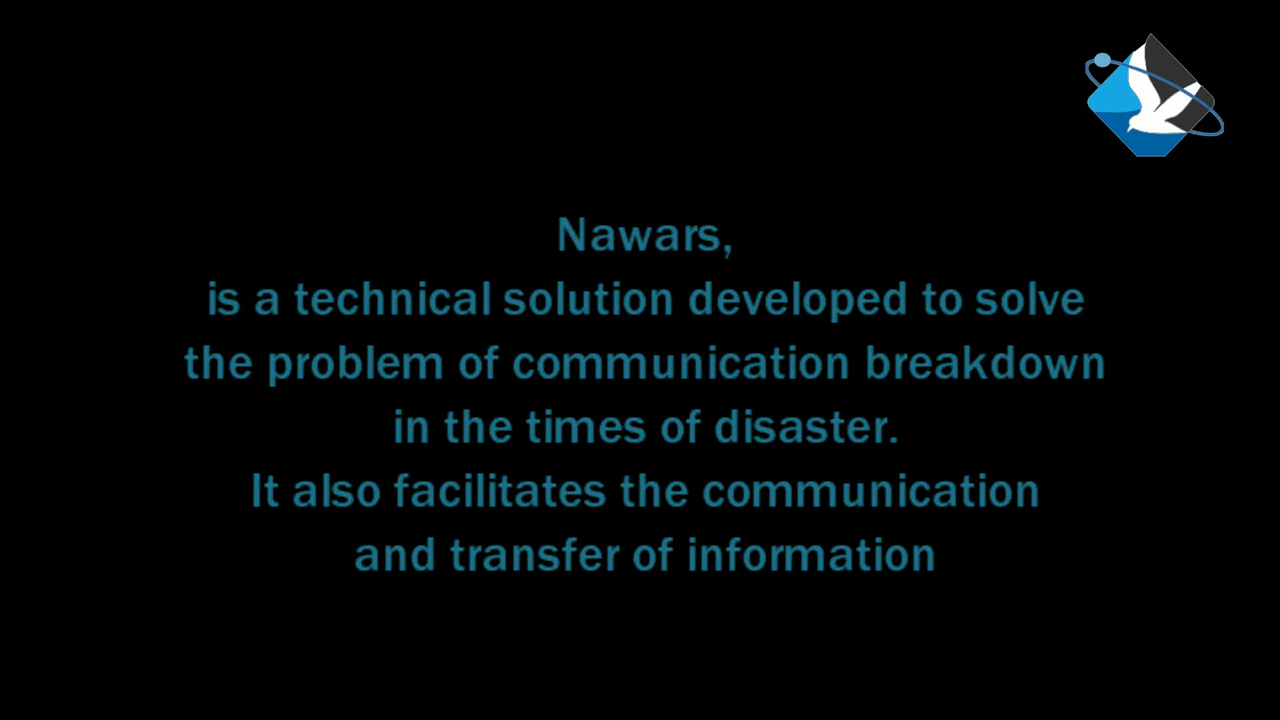 Nawars,
is a technical solution developed to solve
the problem of communication breakdown
in the times of disaster.
It also facilitates the communication
and transfer of information